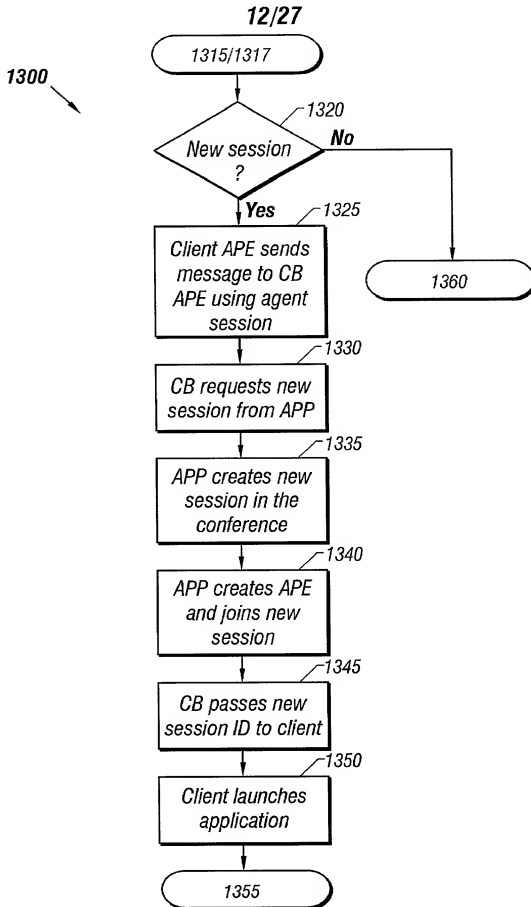 12/27
1300
1315/1317
1320
New session
?
No
Yes
1325
Client APE sends
message to CB
APE using agent
session
1360
1330
CB requests new
session from APP
1335
APP creates new
session in the
conference
1340
APP creates APE
and joins new
session
1345
CB passes new
session ID to client
1350
Client launches
application
1355